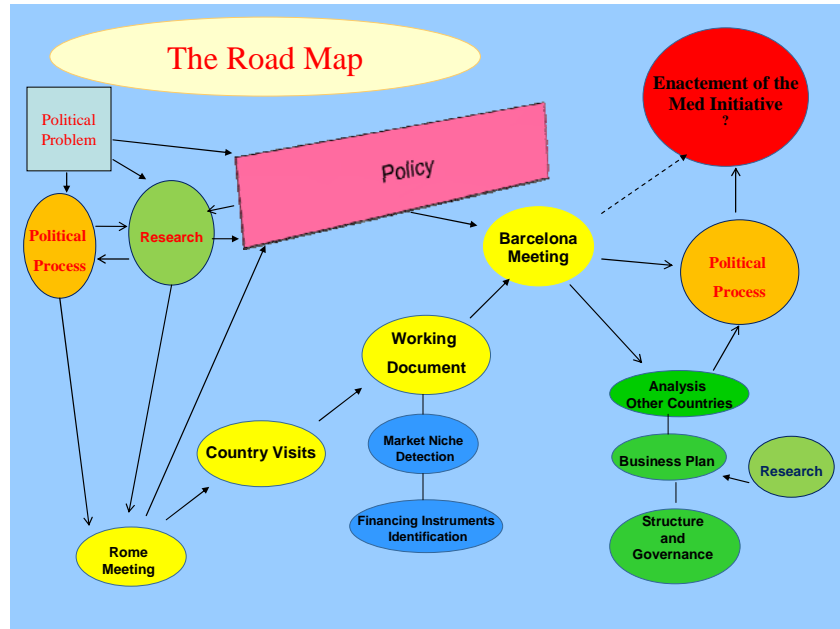 The Road Map
Enactement of the
Med Initiative
?
Political
Problem
Policy
Political
Process
Research
Barcelona
Meeting
Political
Process
Working
Document
Analysis
Other Countries
Country Visits
Market Niche
Detection
Business Plan
Research
Financing Instruments
Identification
Structure
and
Governance
Rome
Meeting